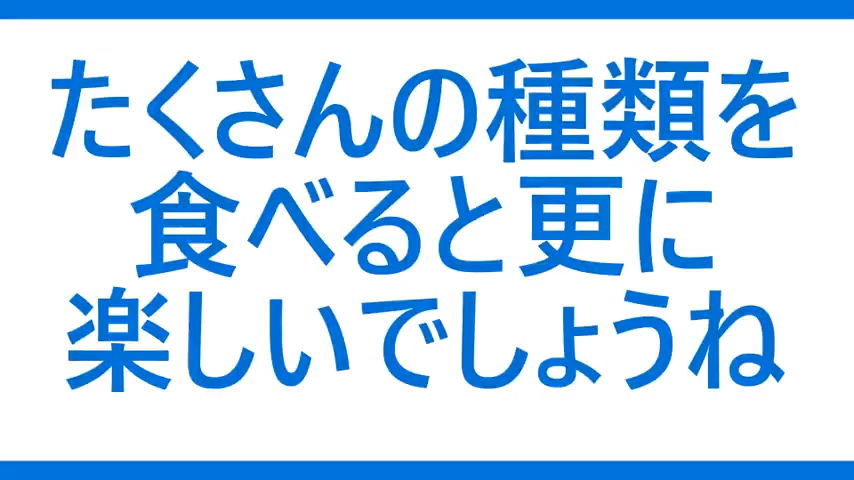 たくさんの種類を
食べると更に
楽しいでしょうね